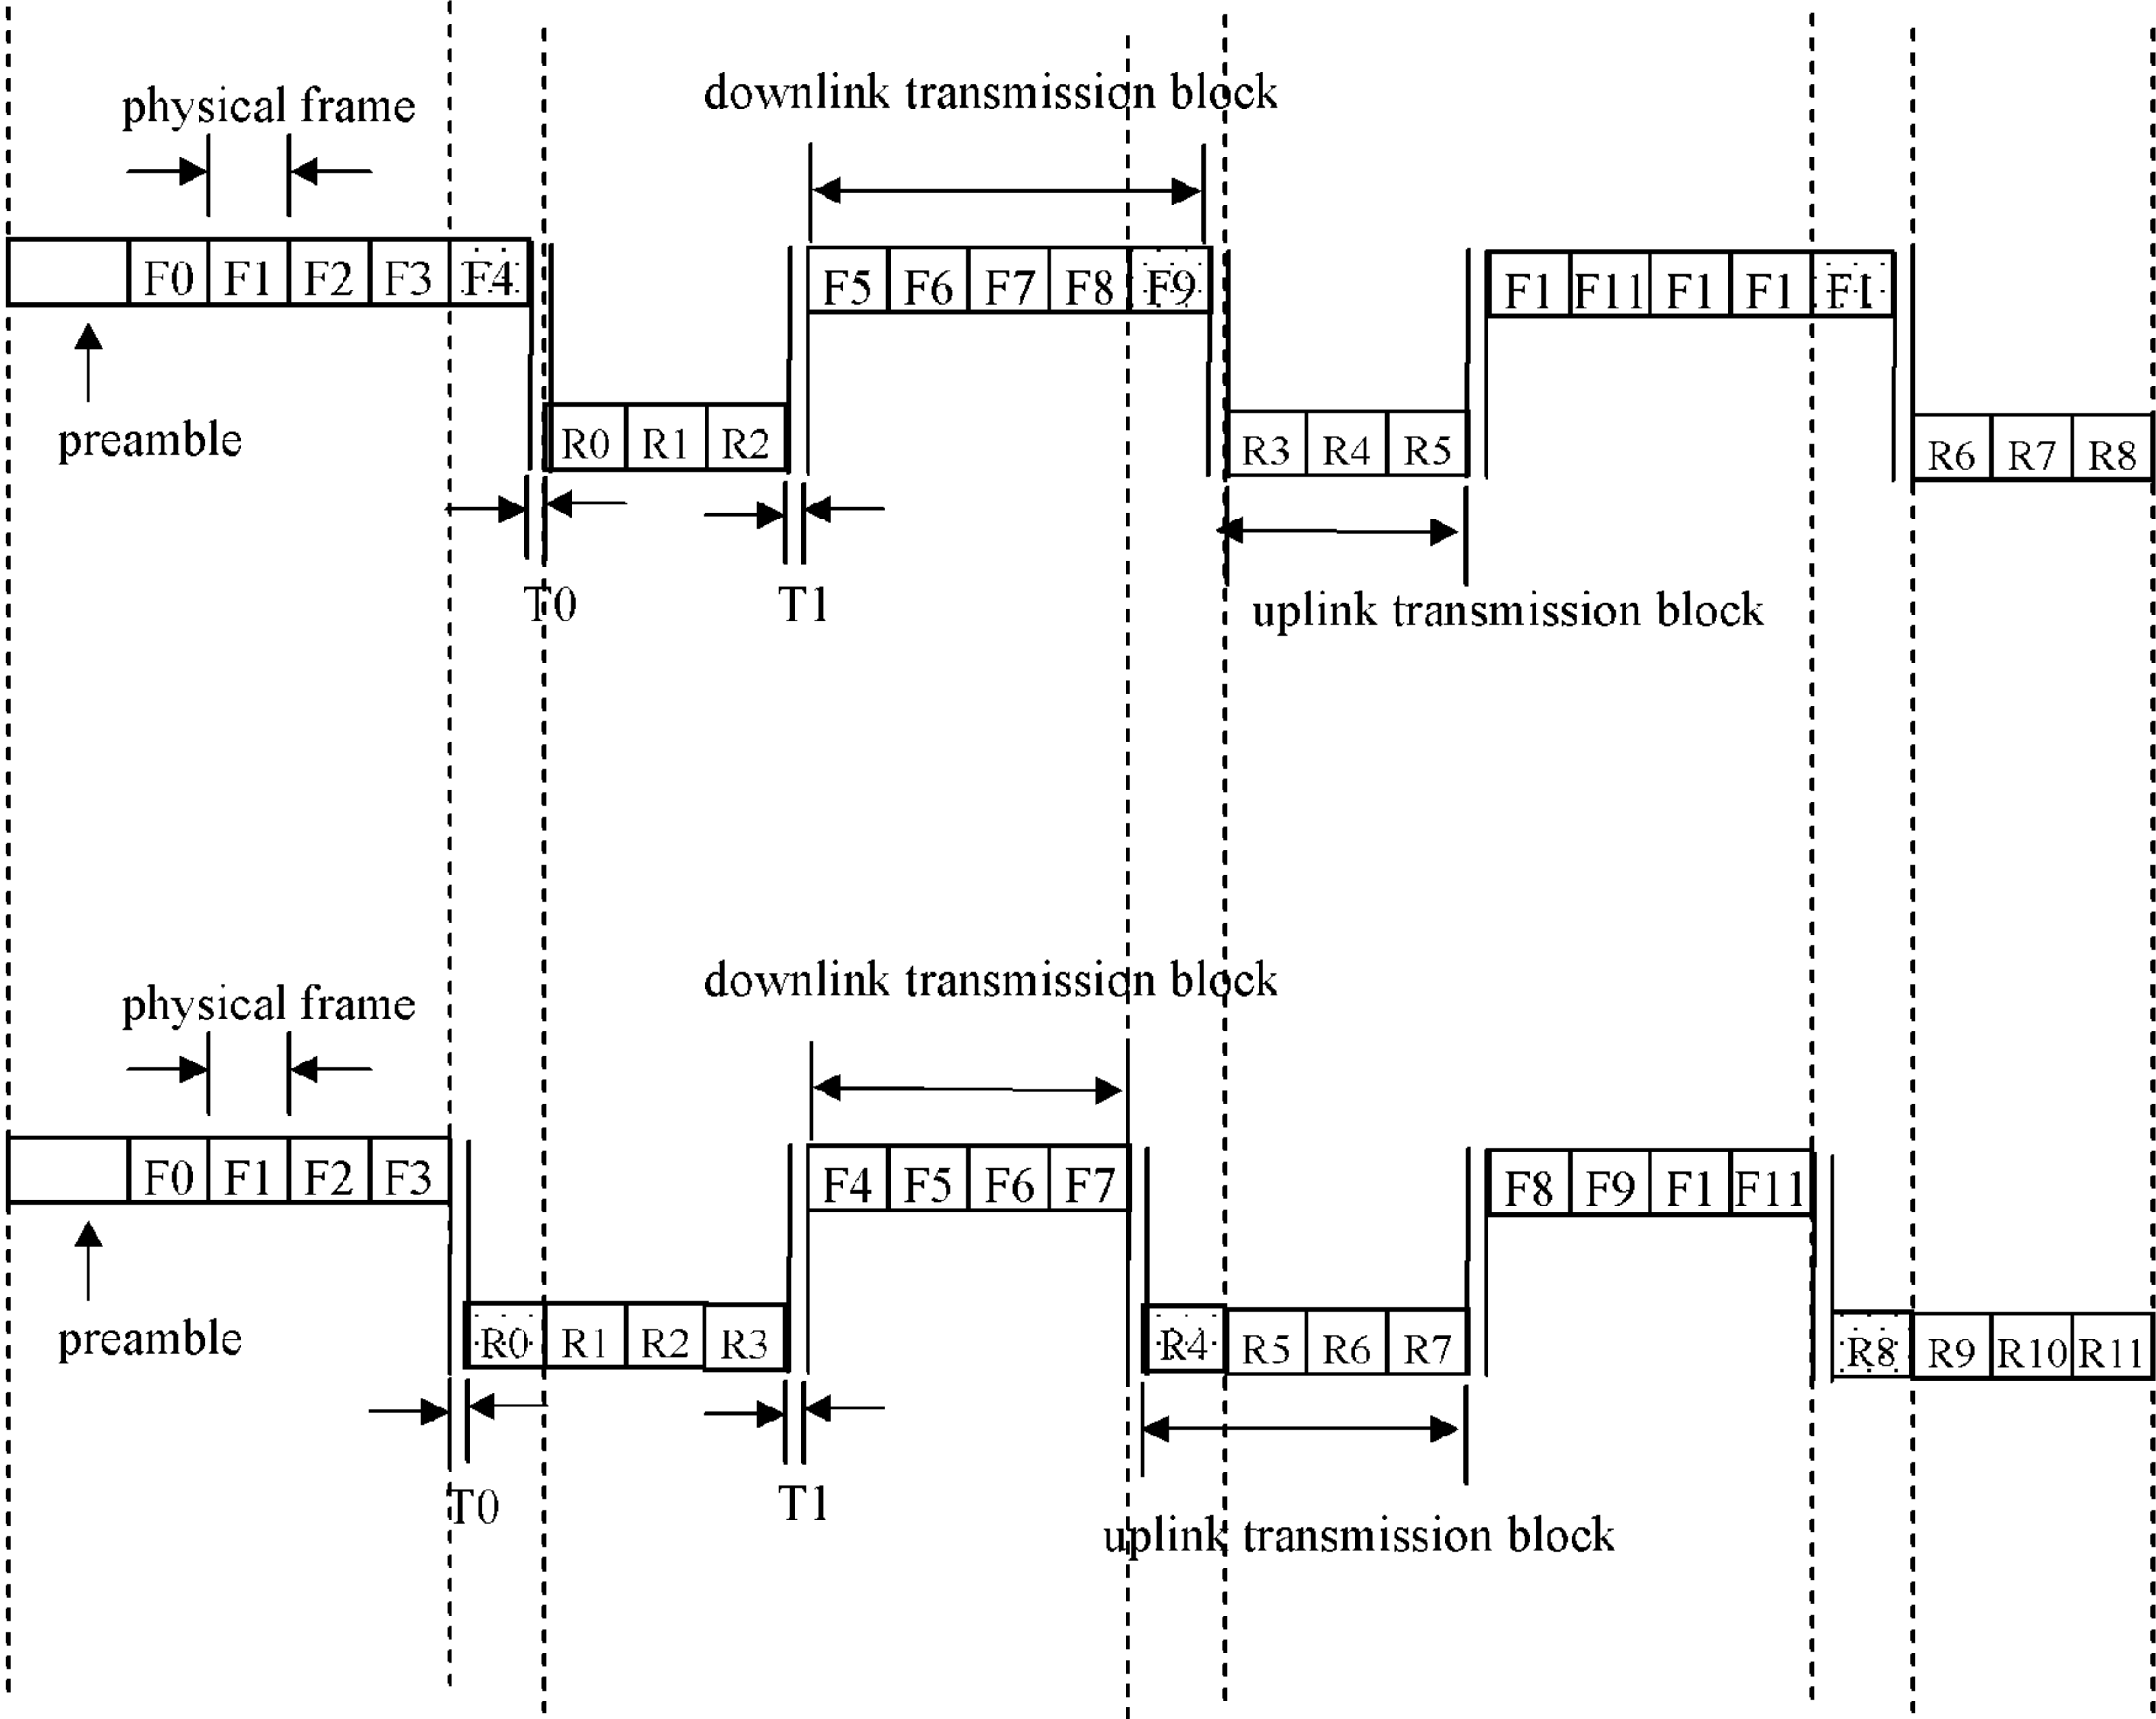 downlink transmission block
physical frame
F0 F1 F2 F3 F4 F5 F6 F7 F8 F9 F1 F11 F1 F1 F1
preamble
R0 R1 R2 R3 R4 R5 R6 R7 R8
T0 T1
uplink transmission block
downlink transmission block
physical frame
F0 F1 F2 F3 F4 F5 F6 F7 F8 F9 F1 F11
preamble
R0 R1 R2 R3 R4 R5 R6 R7 R8 R9 R10 R11
T0 T1
uplink transmission block